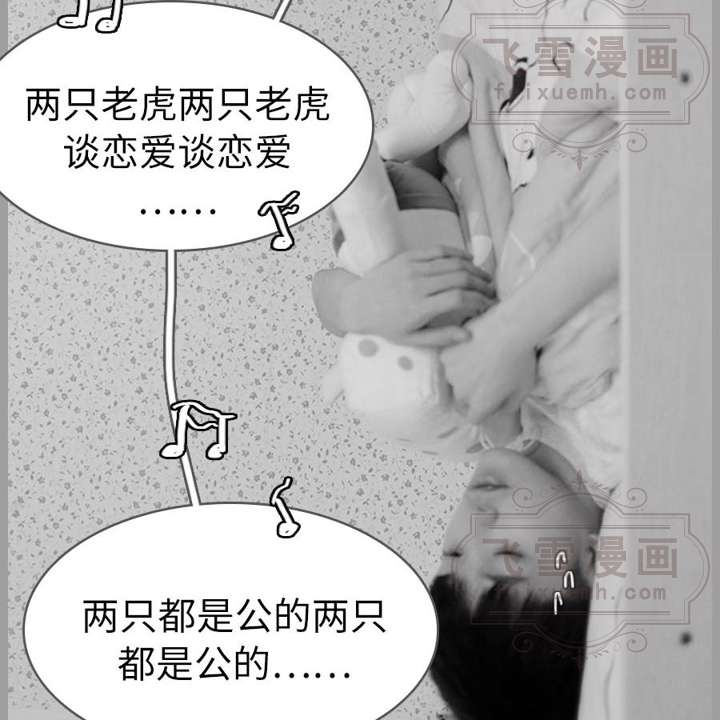 飞雪漫画
feixuemh.com
两只老虎两只老虎
谈恋爱谈恋爱
……
飞雪漫画
feixuemh.com
两只都是公的两只
都是公的……